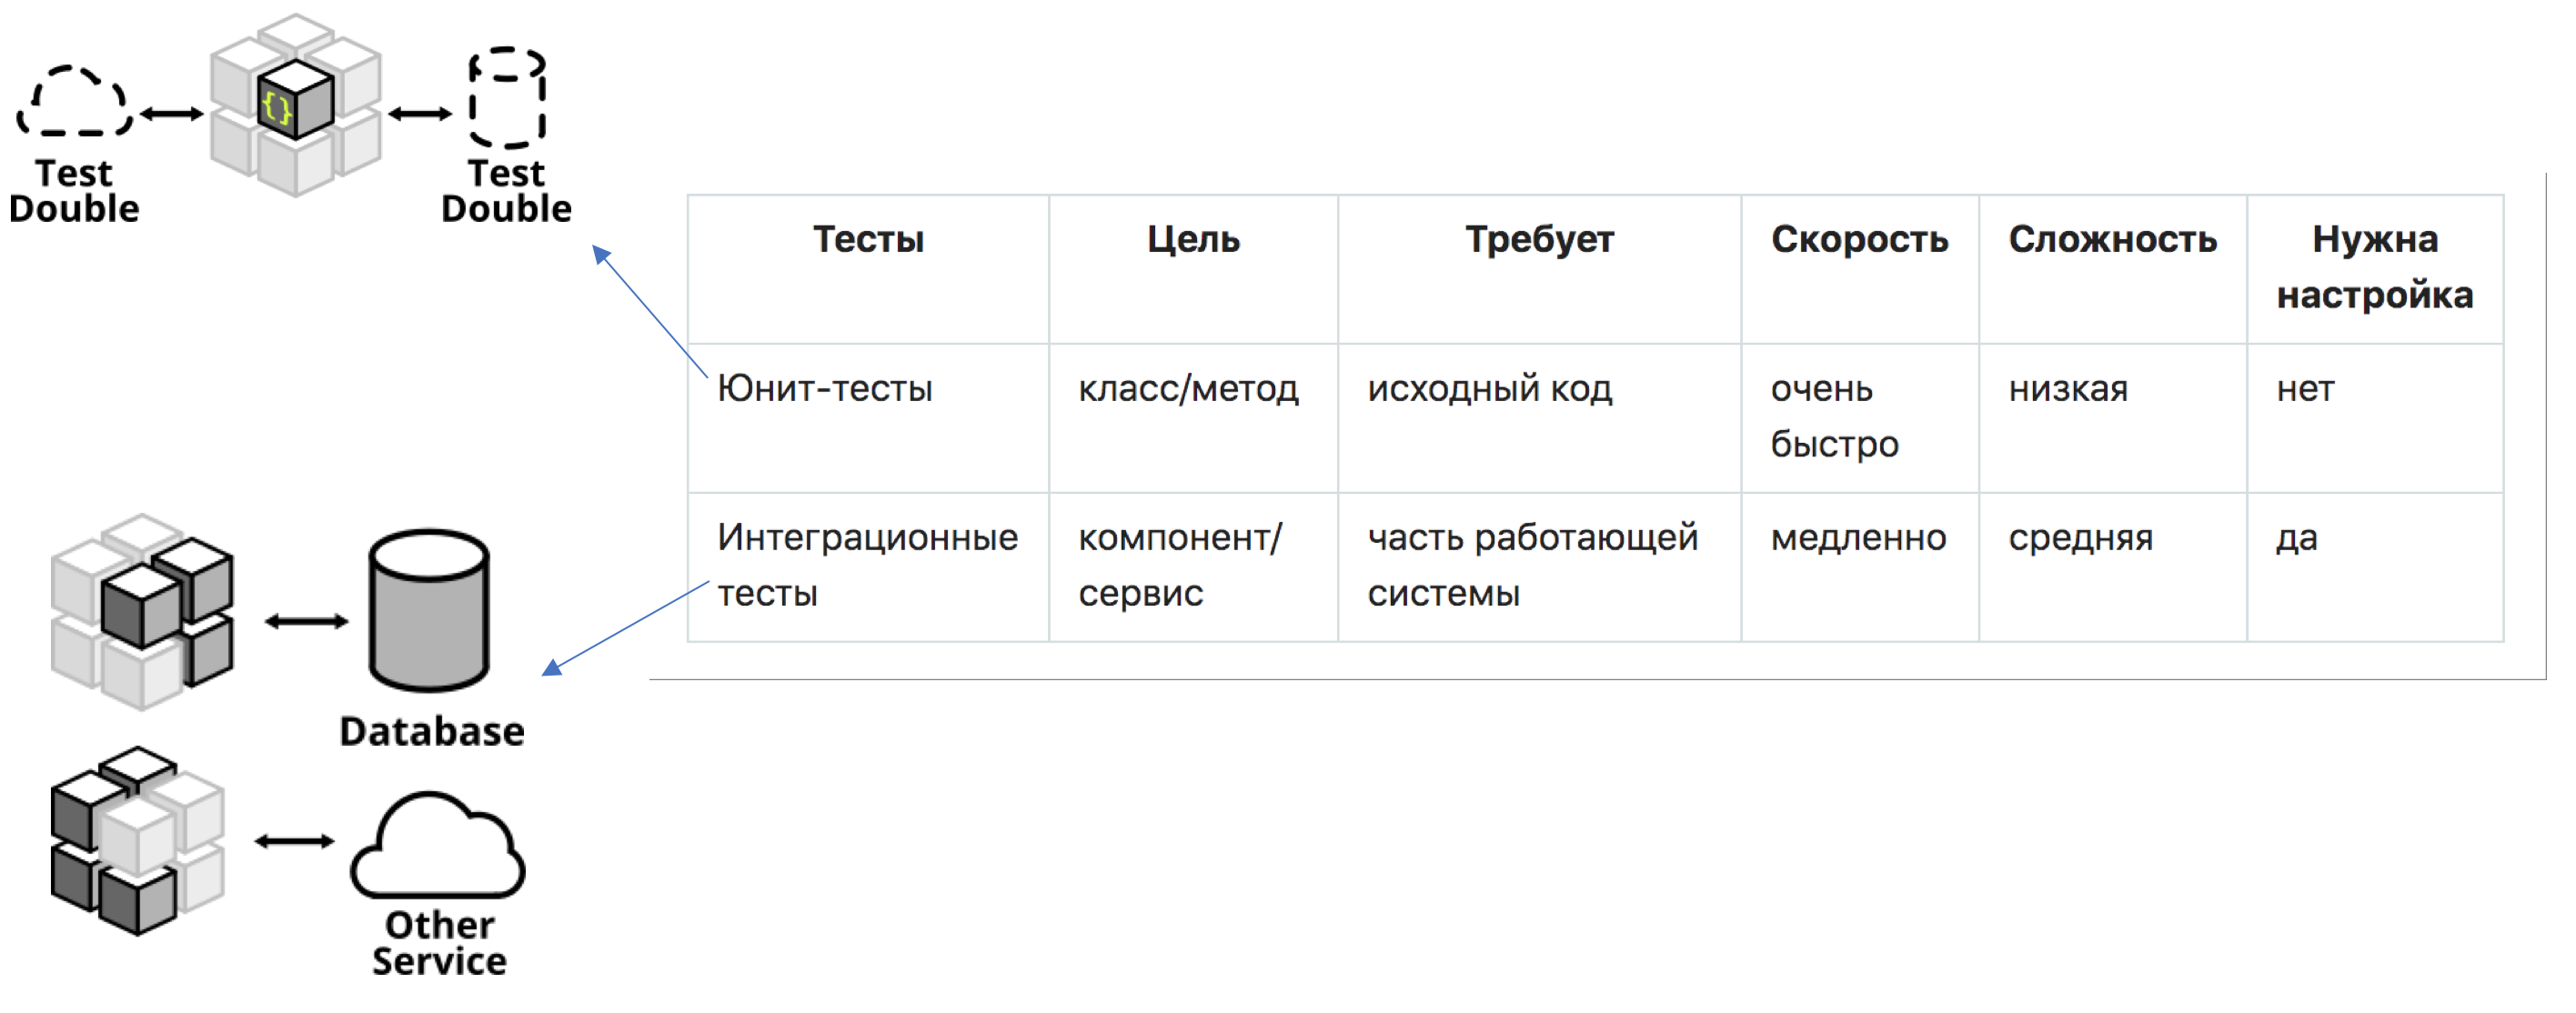 Test
Double
Test
Double
Тесты
Цель
Требует
Скорость
Сложность
Нужна
настройка
Юнит-тесты
класс/метод
исходный код
очень
быстро
низкая
нет
Интеграционные
тесты
компонент/
сервис
часть работающей
системы
медленно
средняя
да
{}
Database
Other
Service